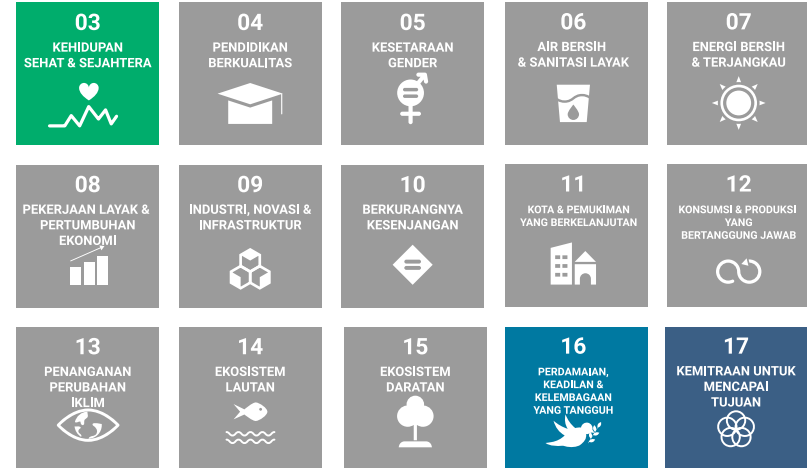 03
KEHIDUPAN
SEHAT & SEJAHTERA
04
PENDIDIKAN
BERKUALITAS
05
KESETARAAN
GENDER
06
AIR BERSIH
& SANITASI LAYAK
07
ENERGI BERSIH
& TERJANGKAU
08
PEKERJAAN LAYAK &
PERTUMBUHAN
EKONOMI
09
INDUSTRI, NOVASI &
INFRASTRUKTUR
10
BERKURANGNYA
KESENJANGAN
11
KOTA & PEMUKIMAN
YANG BERKELANJUTAN
12
KONSUMSI & PRODUKSI
YANG
BERTANGGUNG JAWAB
13
PENANGANAN
PERUBAHAN
IKLIM
14
EKOSISTEM
LAUTAN
15
EKOSISTEM
DARATAN
16
PERDAMAIAN,
KEADILAN &
KELEMBAGAAN
YANG TANGGUH
17
KEMITRAAN UNTUK
MENCAPAI
TUJUAN